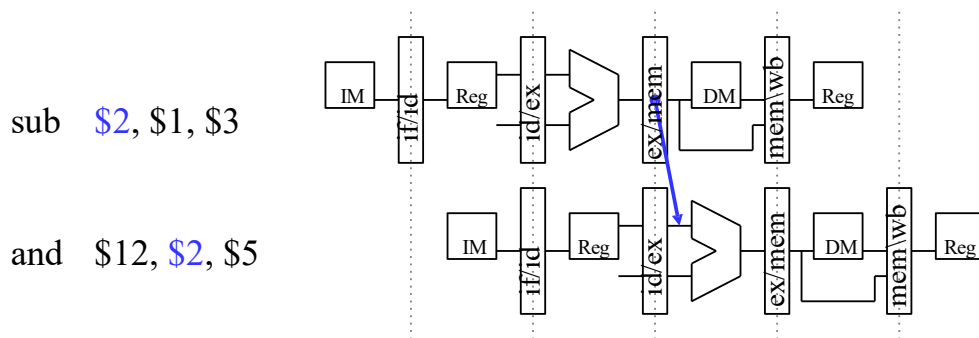 IM if/id Reg id/ex ex/mem DM mem\wb Reg
sub $2, $1, $3
IM if/id Reg id/ex ex/mem DM mem\wb Reg
and $12, $2, $5